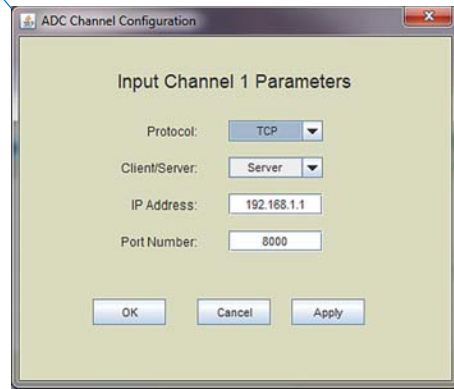 ADC Channel Configuration
Input Channel 1 Parameters
Protocol: TCP
Client/Server: Server
IP Address: 192.168.1.1
Port Number: 8000
OK Cancel Apply